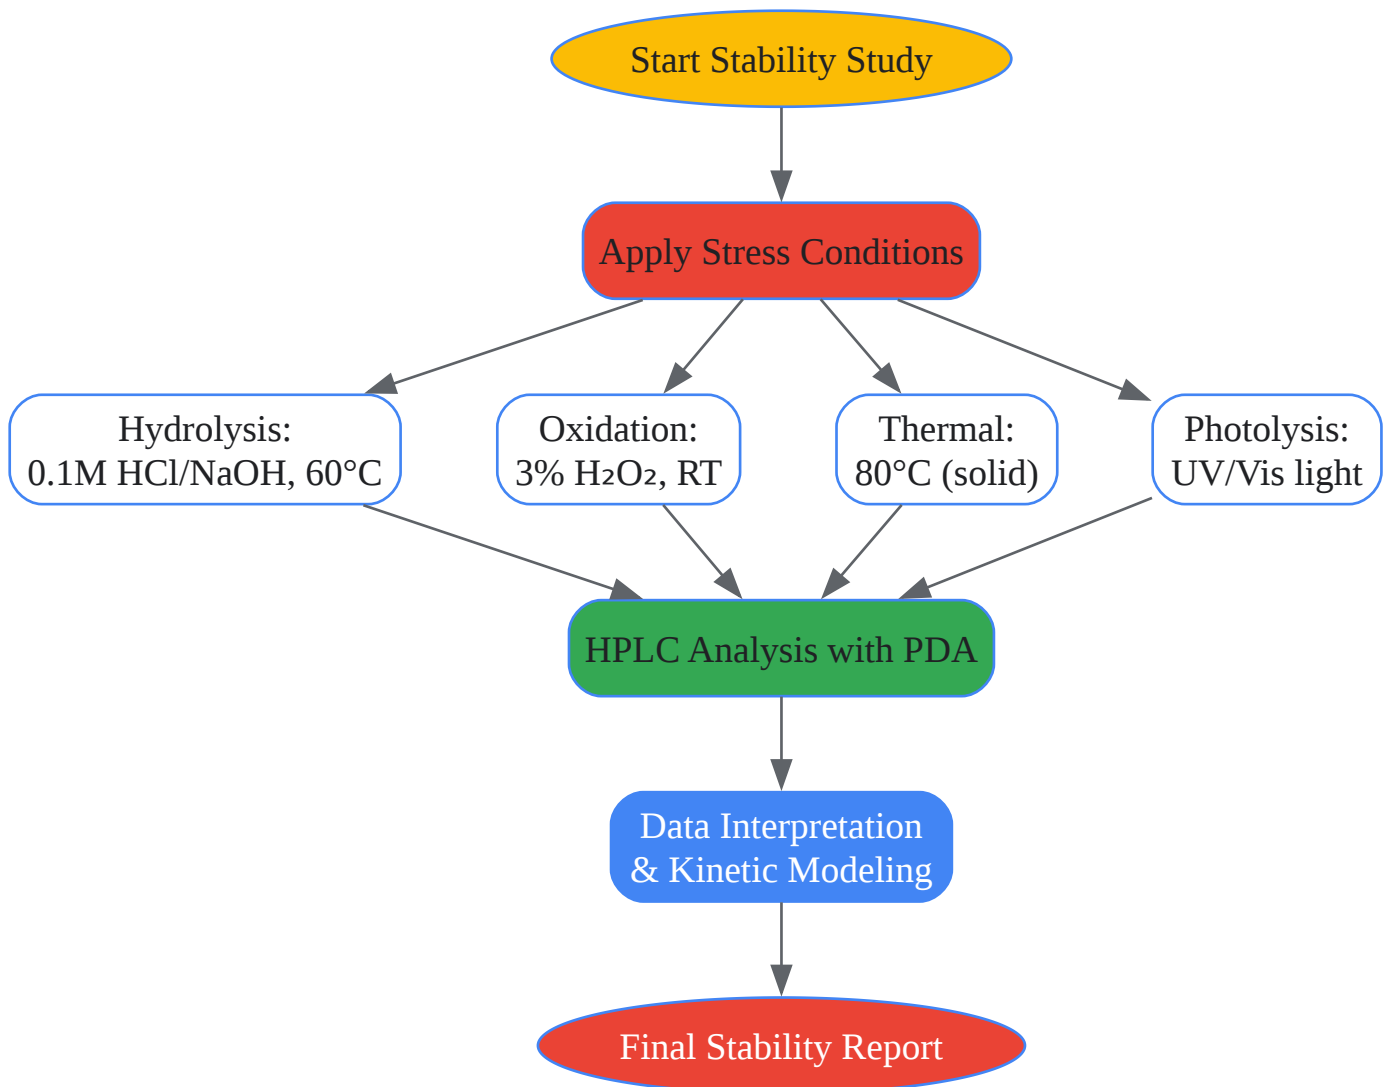 Start Stability Study
Apply Stress Conditions
Hydrolysis:
0.1M HCl/NaOH, 60°C
Oxidation:
3% H₂O₂, RT
Thermal:
80°C (solid)
Photolysis:
UV/Vis light
HPLC Analysis with PDA
Data Interpretation
& Kinetic Modeling
Final Stability Report